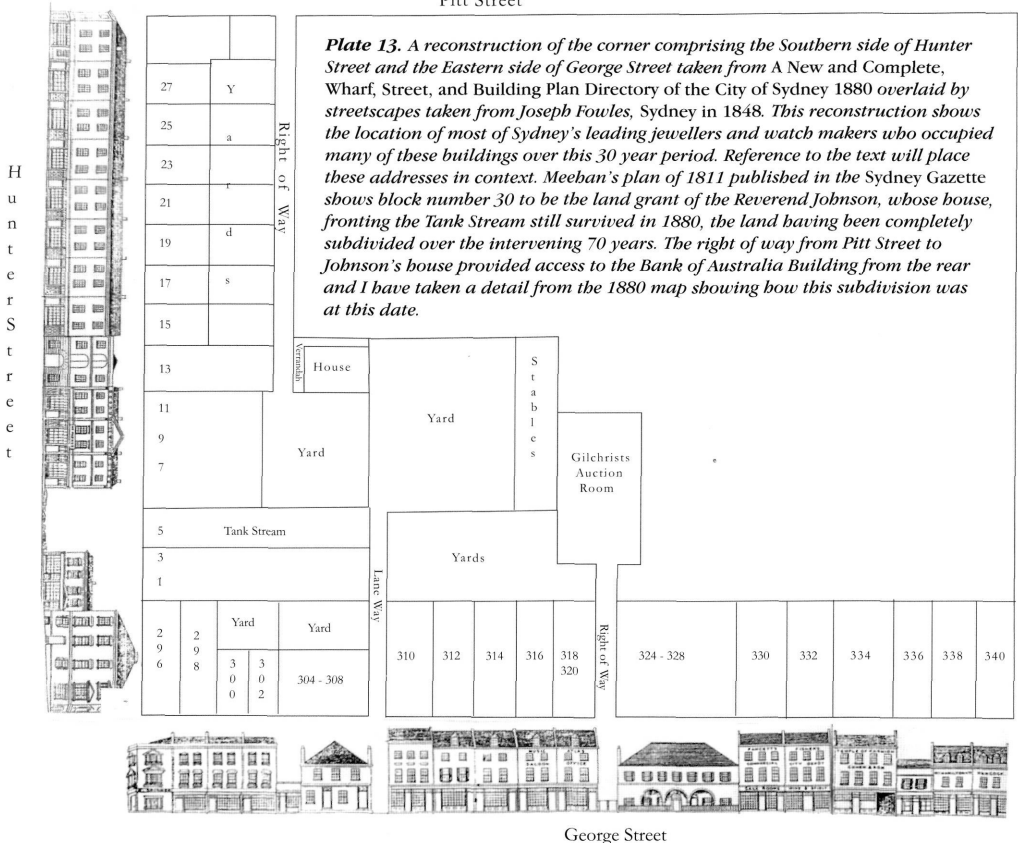 Pitt Street
Plate 13. A reconstruction of the corner comprising the Southern side of Hunter
Street and the Eastern side of George Street taken from A New and Complete,
Wharf, Street, and Building Plan Directory of the City of Sydney 1880 overlaid by
streetscapes taken from Joseph Fowles, Sydney in 1848. This reconstruction shows
the location of most of Sydney's leading jewellers and watch makers who occupied
many of these buildings over this 30 year period. Reference to the text will place
these addresses in context. Meehan's plan of 1811 published in the Sydney Gazette
shows block number 30 to be the land grant of the Reverend Johnson, whose house,
fronting the Tank Stream still survived in 1880, the land having been completely
subdivided over the intervening 70 years. The right of way from Pitt Street to
Johnson's house provided access to the Bank of Australia Building from the rear
and I have taken a detail from the 1880 map showing how this subdivision was
at this date.
Hunter Street
27
25
23
21
19
17
15
13
11
9
7
5
3
1
Yards
Right of Way
Verrandah
House
Yard
Yard
Stables
Gilchrists
Auction
Room
Tank Stream
Yards
Lane Way
Right of Way
296
298
Yard
300
302
Yard
304 - 308
310
312
314
316
318
320
324 - 328
330
332
334
336
338
340
George Street